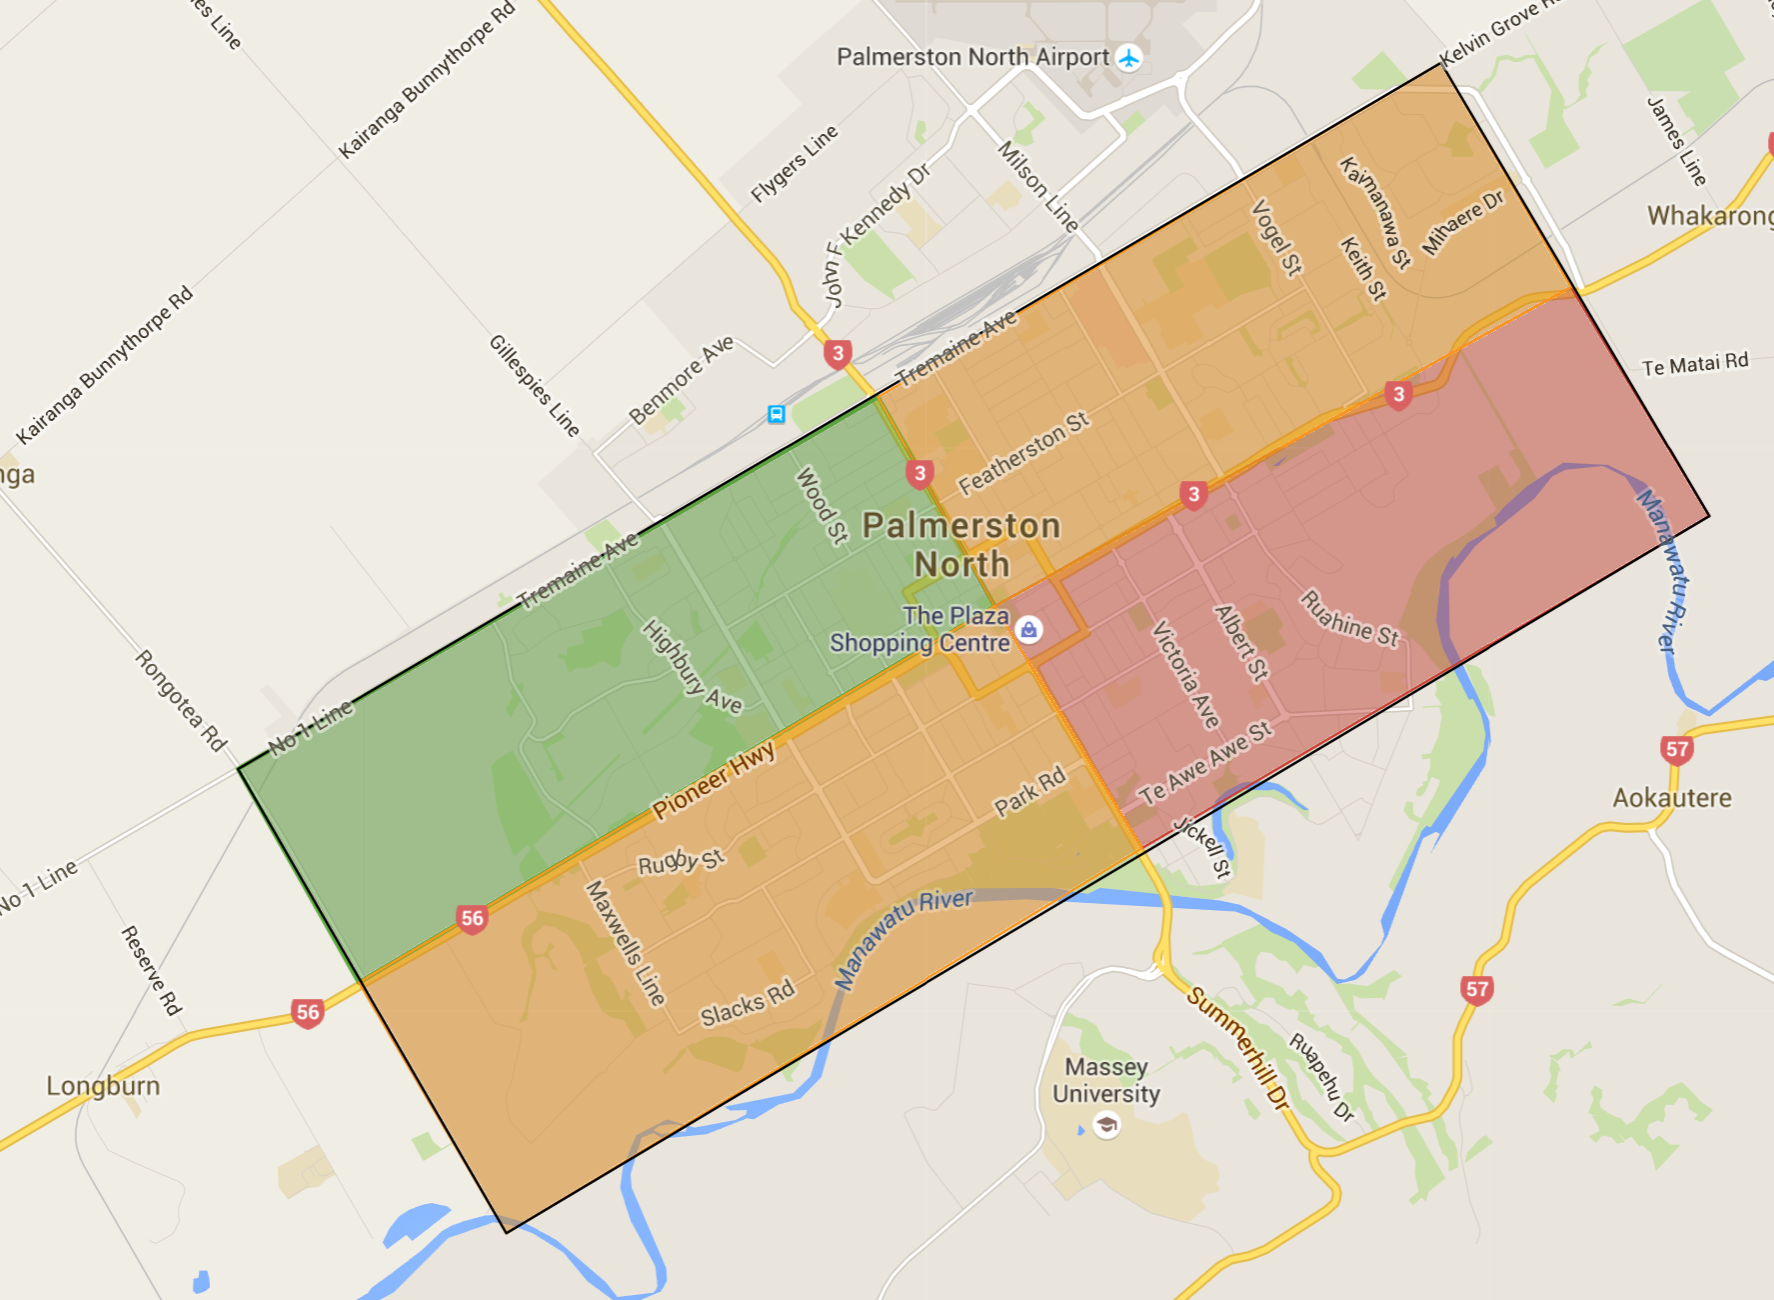 es Line
Kairanga Bunnythorpe Rd
Kelvin Grove R
Palmerston North Airport
Flygers Line
Milson Line
James Line
John F Kennedy Dr
Vogel St
Kaimanawa St
Mihaere Dr
Keith St
Whakarong
Kairanga Bunnythorpe Rd
Gillespies Line
Benmore Ave
3
Tremaine Ave
Te Matai Rd
3
nga
Wood St
3
Featherston St
3
Palmerston
North
Manawatu River
Tremaine Ave
The Plaza
Shopping Centre
Highbury Ave
Victoria Ave
Albert St
Ruahine St
Rongotea Rd
No 1 Line
57
Pioneer Hwy
Te Awe Awe St
Park Rd
Aokautere
Jickell St
No 1 Line
Rugby St
56
Maxwells Line
Manawatu River
Reserve Rd
Slacks Rd
56
57
Summerhill Dr
Ruapehu Dr
Longburn
Massey
University